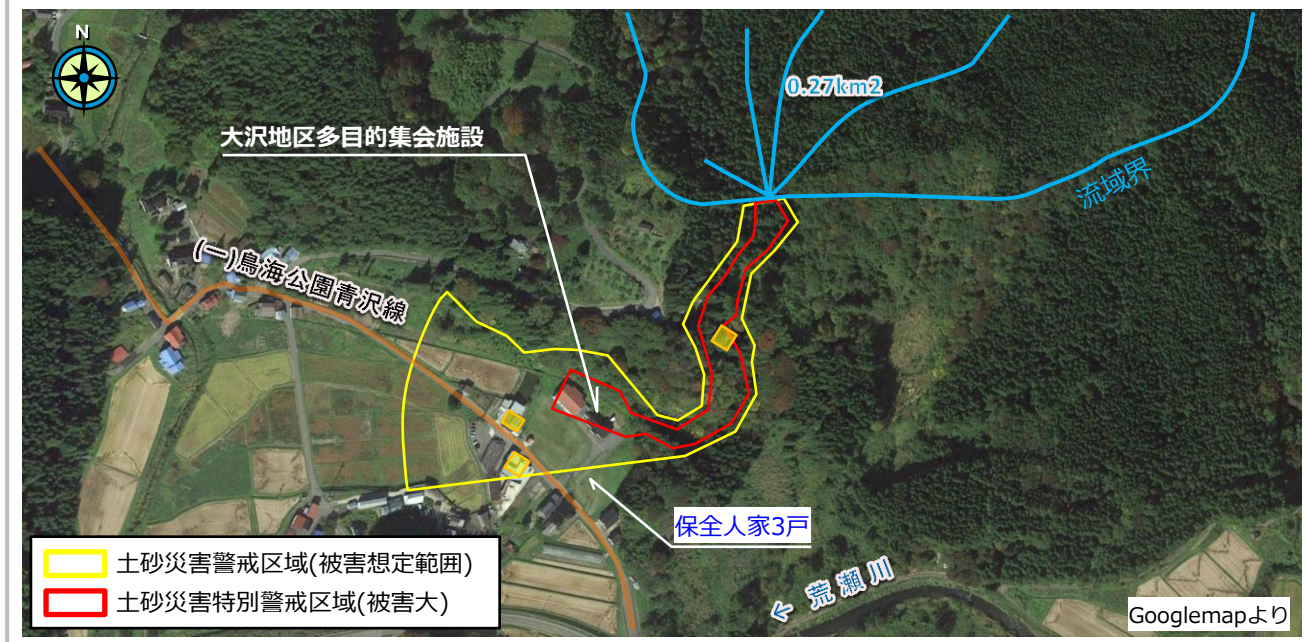 N
0.27km2
大沢地区多目的集会施設
流域界
(一)鳥海公園青沢線
保全人家3戸
土砂災害警戒区域(被害想定範囲)
土砂災害特別警戒区域(被害大)
← 荒瀬川
Googlemapより